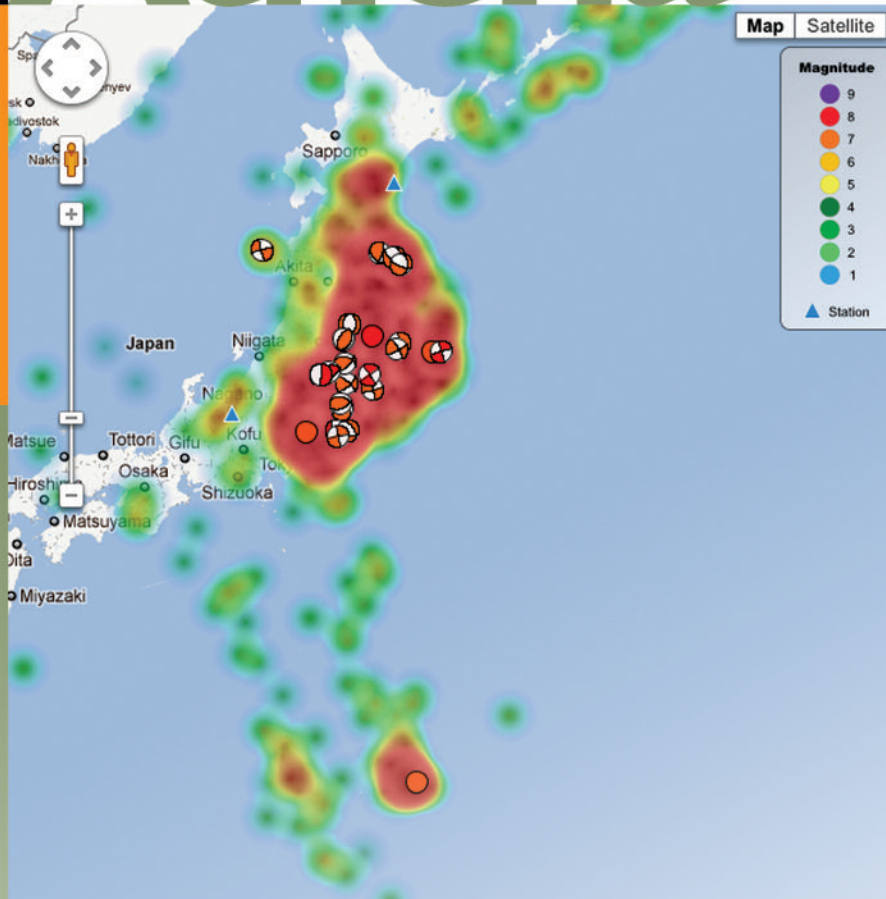 Map Satellite
Magnitude
9
8
7
6
5
4
3
2
1
Station
Sapporo
Akita
Japan
Niigata
Nagano
Matsue
Tottori
Gifu
Kofu
Osaka
Shizuoka
Matsuyama
Miyazaki